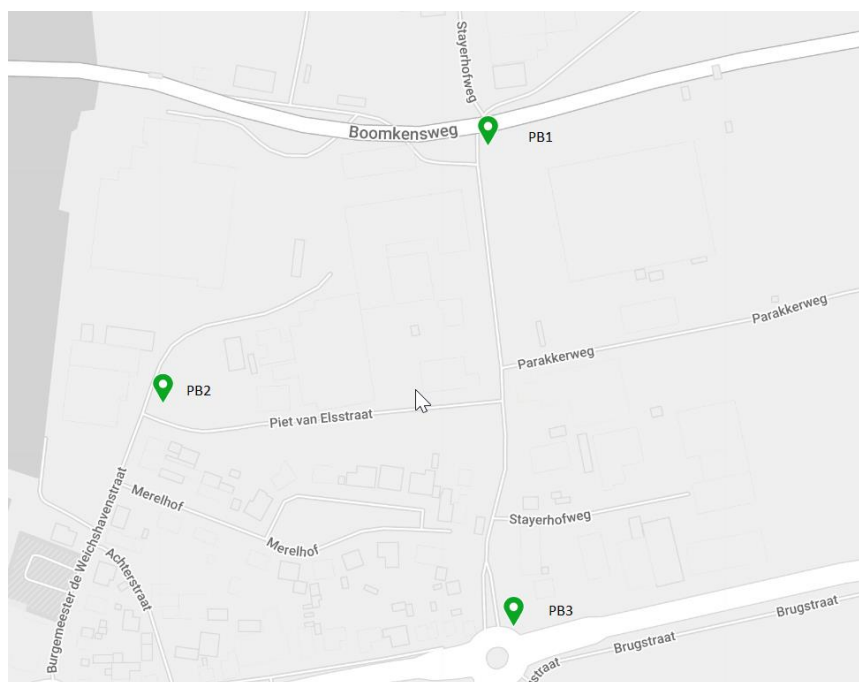 Stayerhofweg
Boomkensweg
PB1
Parakkerweg
Parakkerweg
PB2
Piet van Elsstraat
Merelhof
Stayerhofweg
Merelhof
Burgemeester de Weichshavenstraat
Achterstraat
PB3
Brugstraat
Brugstraat
straat